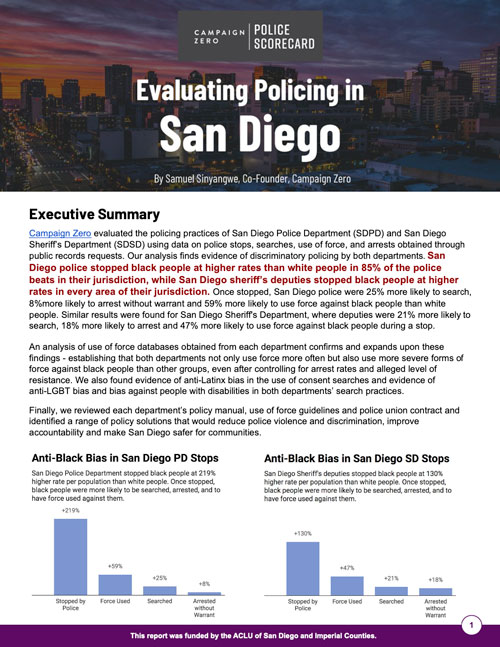 CAMPAIGN
ZERO
POLICE
SCORECARD
Evaluating Policing in
San Diego
By Samuel Sinyangwe, Co-Founder, Campaign Zero
Executive Summary
Campaign Zero evaluated the policing practices of San Diego Police Department (SDPD) and San Diego
Sheriff's Department (SDSD) using data on police stops, searches, use of force, and arrests obtained through
public records requests. Our analysis finds evidence of discriminatory policing by both departments. San
Diego police stopped black people at higher rates than white people in 85% of the police
beats in their jurisdiction, while San Diego sheriff's deputies stopped black people at higher
rates in every area of their jurisdiction. Once stopped, San Diego police were 25% more likely to search,
8%more likely to arrest without warrant and 59% more likely to use force against black people than white
people. Similar results were found for San Diego Sheriff's Department, where deputies were 21% more likely to
search, 18% more likely to arrest and 47% more likely to use force against black people during a stop.
An analysis of use of force databases obtained from each department confirms and expands upon these
findings - establishing that both departments not only use force more often but also use more severe forms of
force against black people than other groups, even after controlling for arrest rates and alleged level of
resistance. We also found evidence of anti-Latinx bias in the use of consent searches and evidence of
anti-LGBT bias and bias against people with disabilities in both departments' search practices.
Finally, we reviewed each department's policy manual, use of force guidelines and police union contract and
identified a range of policy solutions that would reduce police violence and discrimination, improve
accountability and make San Diego safer for communities.
Anti-Black Bias in San Diego PD Stops
San Diego Police Department stopped black people at 219%
higher rate per population than white people. Once stopped,
black people were more likely to be searched, arrested, and to
have force used against them.
+219%
+59%
+25%
+8%
Stopped by
Police
Force Used
Searched
Arrested
without
Warrant
Anti-Black Bias in San Diego SD Stops
San Diego Sheriff's deputies stopped black people at 130%
higher rate per population than white people. Once stopped,
black people were more likely to be searched, arrested, and to
have force used against them.
+130%
+47%
+21%
+18%
Stopped by
Police
Force Used
Searched
Arrested
without
Warrant
This report was funded by the ACLU of San Diego and Imperial Counties.
1